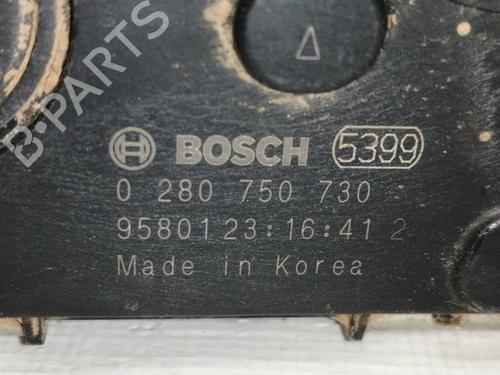 B-PARTS
BOSCH 5399
0 280 750 730
9580123:16:41 2
Made in Korea